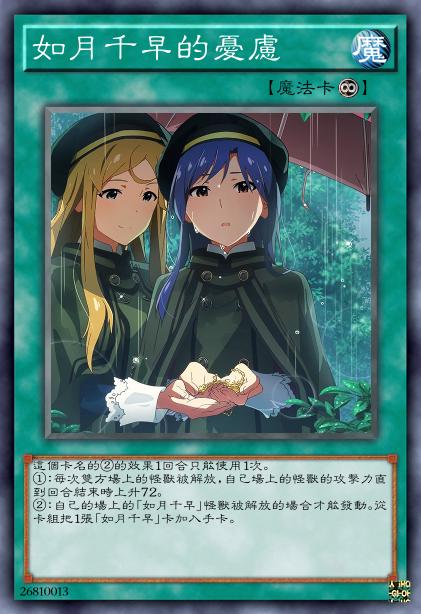 如月千早的憂慮
魔
【魔法卡】
這個卡名的②的效果1回合只能使用1次。
①：每次雙方場上的怪獸被解放，自己場上的怪獸的攻擊力直
到回合結束時上升72。
②：自己的場上的「如月千早」怪獸被解放的場合才能發動。從
卡組把1張「如月千早」卡加入手卡。
26810013